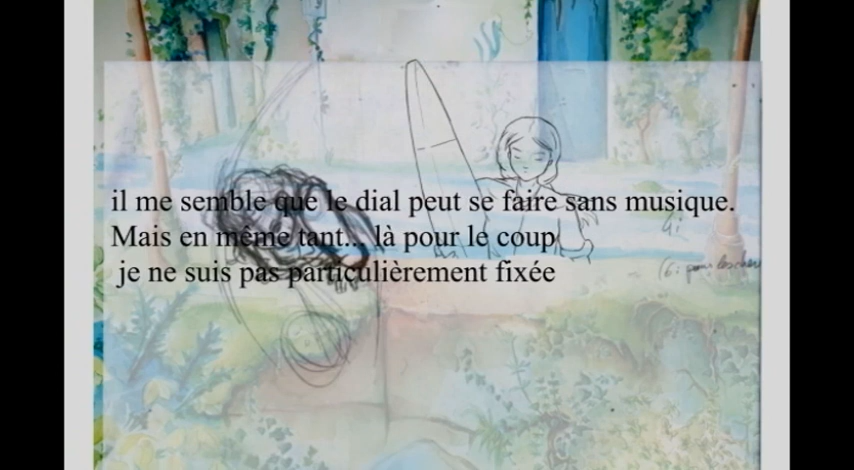 il me semble que le dial peut se faire sans musique.
Mais en même tant... là pour le coup
je ne suis pas particulièrement fixée